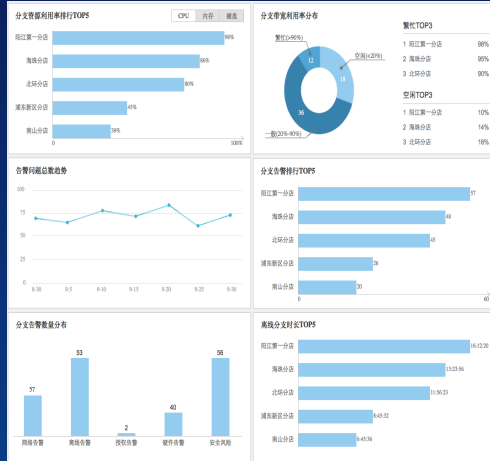 分支资源利用率排行TOP5
CPU 内存 硬盘
阳江第一分店 98%
海珠分店 86%
北环分店 80%
浦东新区分店 45%
南山分店 38%
0 100%
分支带宽利用率分布
繁忙(>90%)
空闲(<20%)
12
18
36
一般(20%-90%)
繁忙TOP3
1 阳江第一分店 98%
2 海珠分店 95%
3 北环分店 90%
空闲TOP3
1 阳江第一分店 10%
2 海珠分店 14%
3 北环分店 18%
告警问题总数趋势
100
75
50
25
0
8-30 9-5 9-10 9-15 9-20 9-25 9-30
分支告警排行TOP5
阳江第一分店 57
海珠分店 48
北环分店 43
浦东新区分店 26
南山分店 20
0 60
分支告警数量分布
57 53 2 40 56
网络告警 离线告警 授权告警 硬件告警 安全风险
离线分支时长TOP5
阳江第一分店 16:12:20
海珠分店 13:23:56
北环分店 11:56:23
浦东新区分店 6:45:32
南山分店 6:45:36